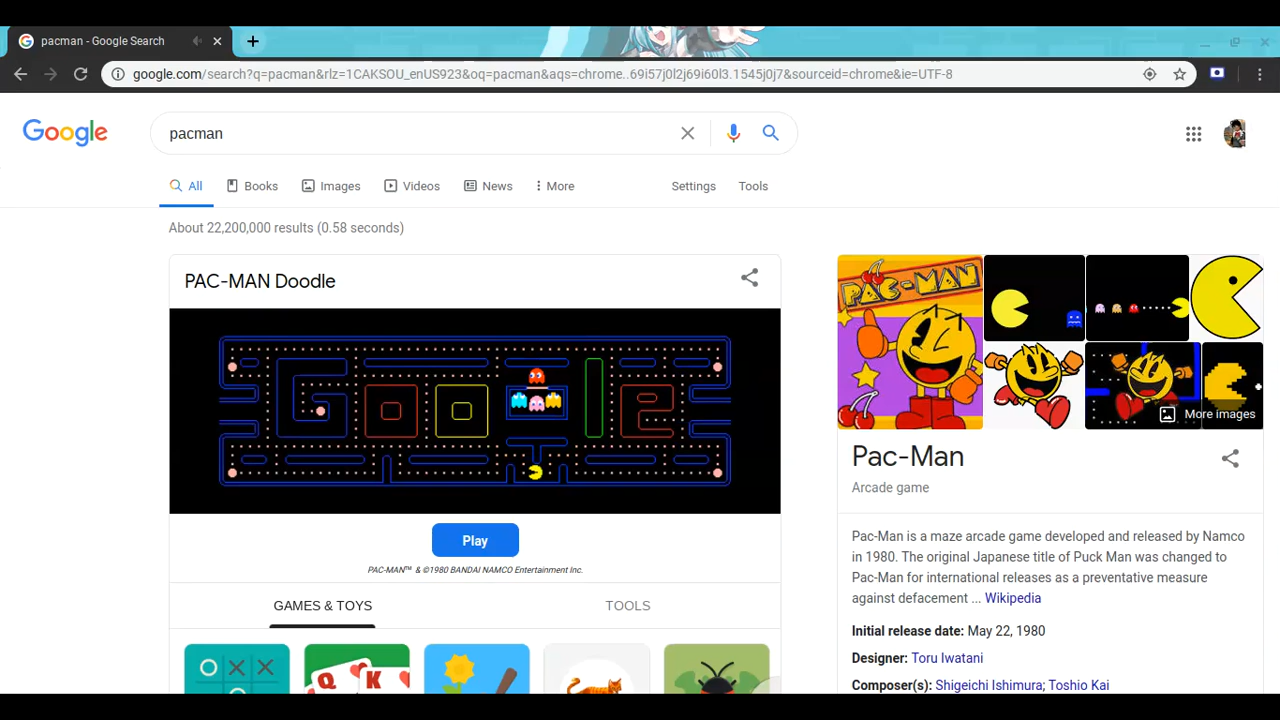 pacman - Google Search
google.com/search?q=pacman&rlz=1CAKSOU_enUS923&oq=pacman&aqs=chrome..69i57j0l2j69i60l3.1545j0j7&sourceid=chrome&ie=UTF-8
Google
pacman
All
Books
Images
Videos
News
More
Settings
Tools
About 22,200,000 results (0.58 seconds)
PAC-MAN Doodle
Play
PAC-MAN™ & ©1980 BANDAI NAMCO Entertainment Inc.
GAMES & TOYS
TOOLS
Q K
PAC-MAN
More images
Pac-Man
Arcade game
Pac-Man is a maze arcade game developed and released by Namco
in 1980. The original Japanese title of Puck Man was changed to
Pac-Man for international releases as a preventative measure
against defacement ... Wikipedia
Initial release date: May 22, 1980
Designer: Toru Iwatani
Composer(s): Shigeichi Ishimura; Toshio Kai